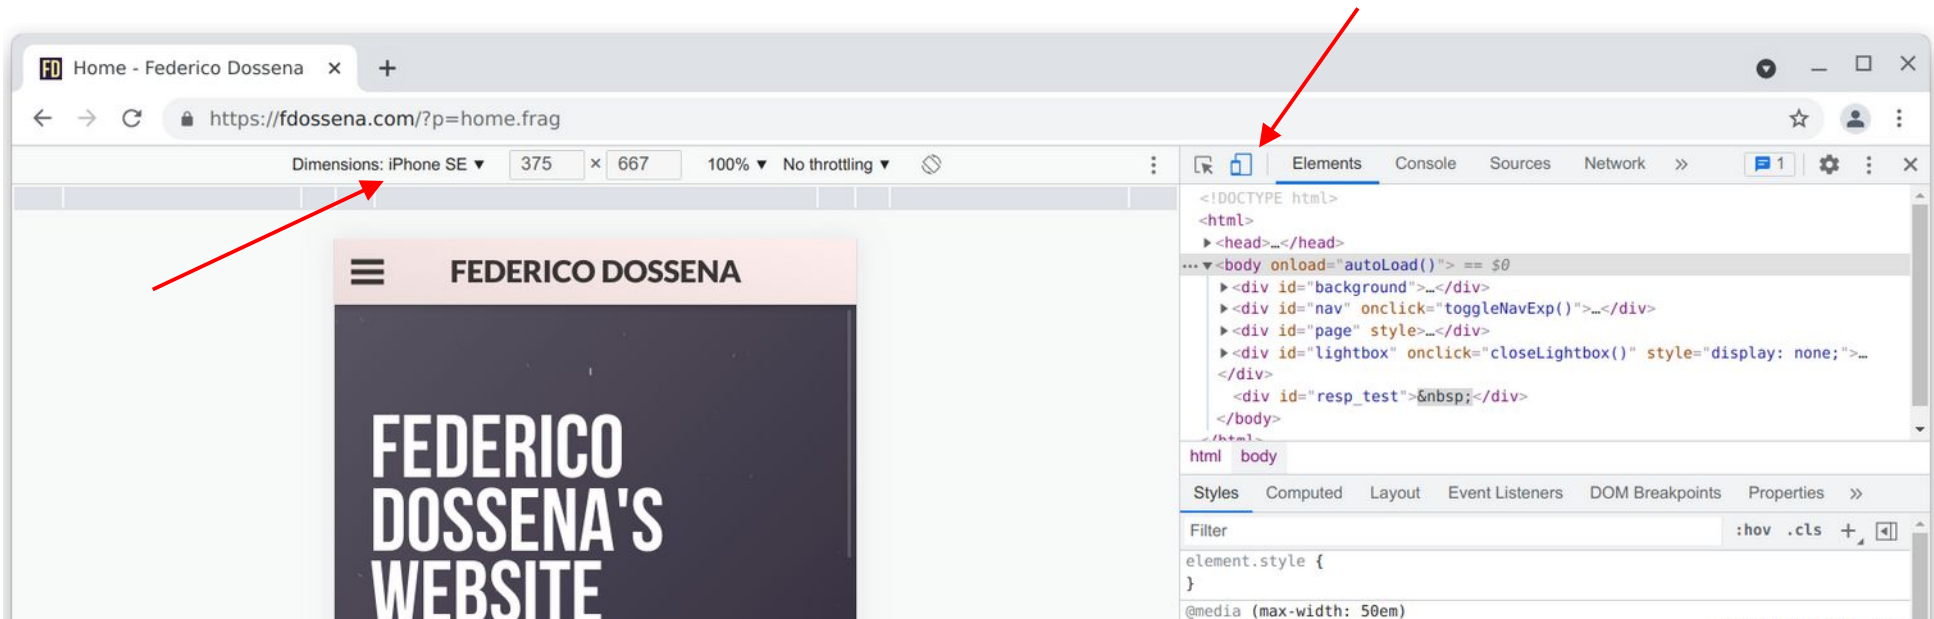 FD Home - Federico Dossena
https://fdossena.com/?p=home.frag
Dimensions: iPhone SE ▼ 375 × 667 100% ▼ No throttling ▼
Elements Console Sources Network » 1
FEDERICO DOSSENA
FEDERICO
DOSSENA'S
WEBSITE
<!DOCTYPE html>
<html>
▶<head>…</head>
…▼<body onload="autoLoad()"> == $0
▶<div id="background">…</div>
▶<div id="nav" onclick="toggleNavExp()">…</div>
▶<div id="page" style>…</div>
▶<div id="lightbox" onclick="closeLightbox()" style="display: none;">…
</div>
<div id="resp_test">&nbsp;</div>
</body>
</html>
html body
Styles Computed Layout Event Listeners DOM Breakpoints Properties »
Filter :hov .cls +
element.style {
}
@media (max-width: 50em)